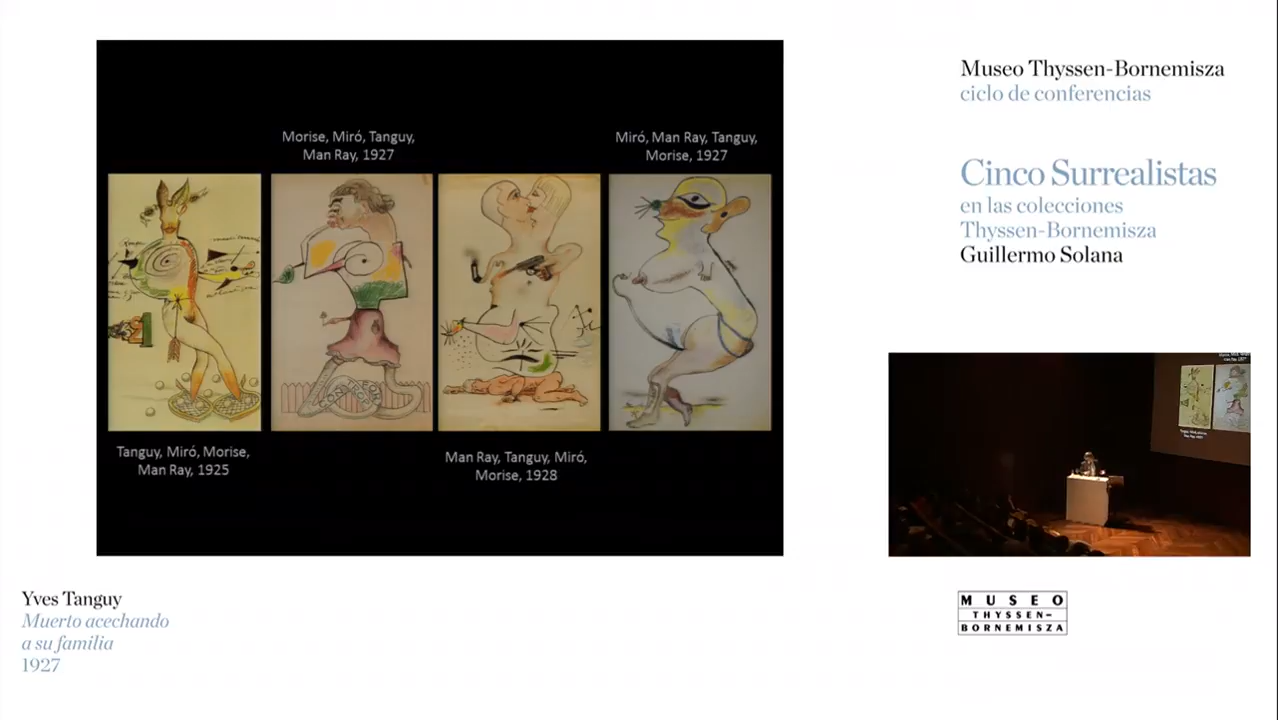 Morise, Miró, Tanguy,
Man Ray, 1927
Miró, Man Ray, Tanguy,
Morise, 1927
Tanguy, Miró, Morise,
Man Ray, 1925
Man Ray, Tanguy, Miró,
Morise, 1928
Yves Tanguy
Muerto acechando
a su familia
1927
Museo Thyssen-Bornemisza
ciclo de conferencias
Cinco Surrealistas
en las colecciones
Thyssen-Bornemisza
Guillermo Solana
MUSEO
THYSSEN-
BORNEMISZA